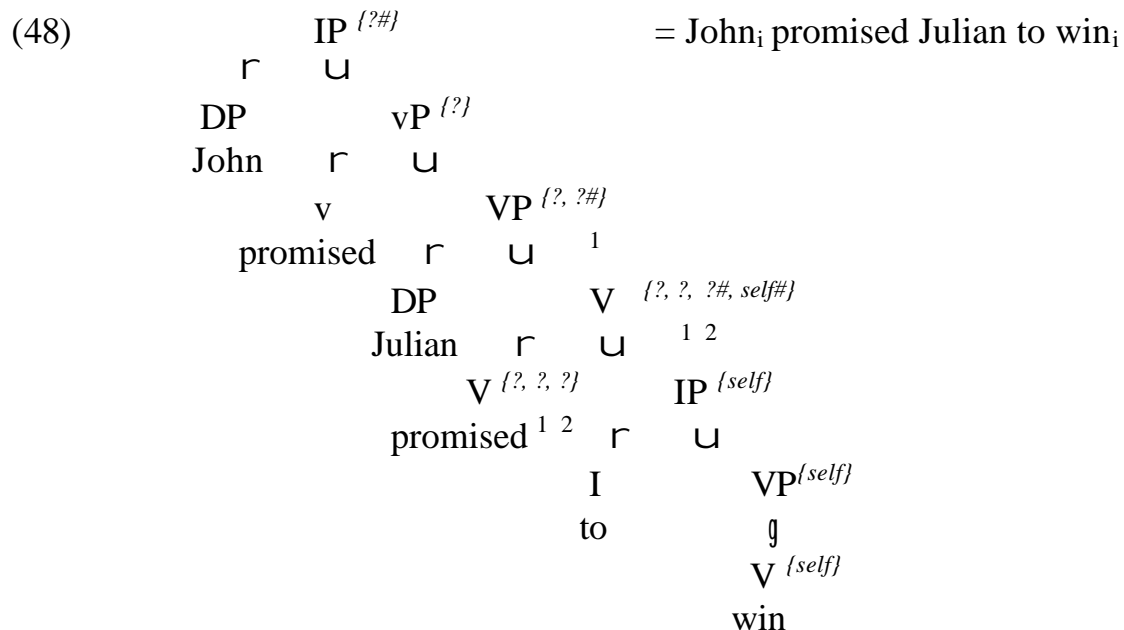 (48) IP {?#} = Johni promised Julian to wini
r u
DP vP {?}
John r u
v VP {?, ?#}
promised r u 1
DP V {?, ?, ?#, self#}
Julian r u 1 2
V {?, ?, ?} IP {self}
promised 1 2 r u
I VP{self}
to g
V {self}
win